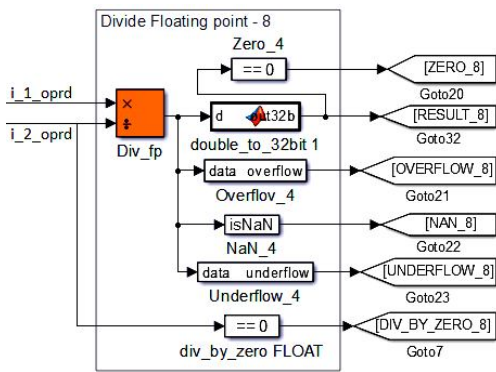 Divide Floating point - 8
Zero_4
== 0
[ZERO_8]
Goto20
i_1_oprd
×
÷
i_2_oprd
Div_fp
d put32b
double_to_32bit 1
[RESULT_8]
Goto32
data overflow
Overflov_4
[OVERFLOW_8]
Goto21
isNaN
NaN_4
[NAN_8]
Goto22
data underflow
Underflow_4
[UNDERFLOW_8]
Goto23
== 0
div_by_zero FLOAT
[DIV_BY_ZERO_8]
Goto7